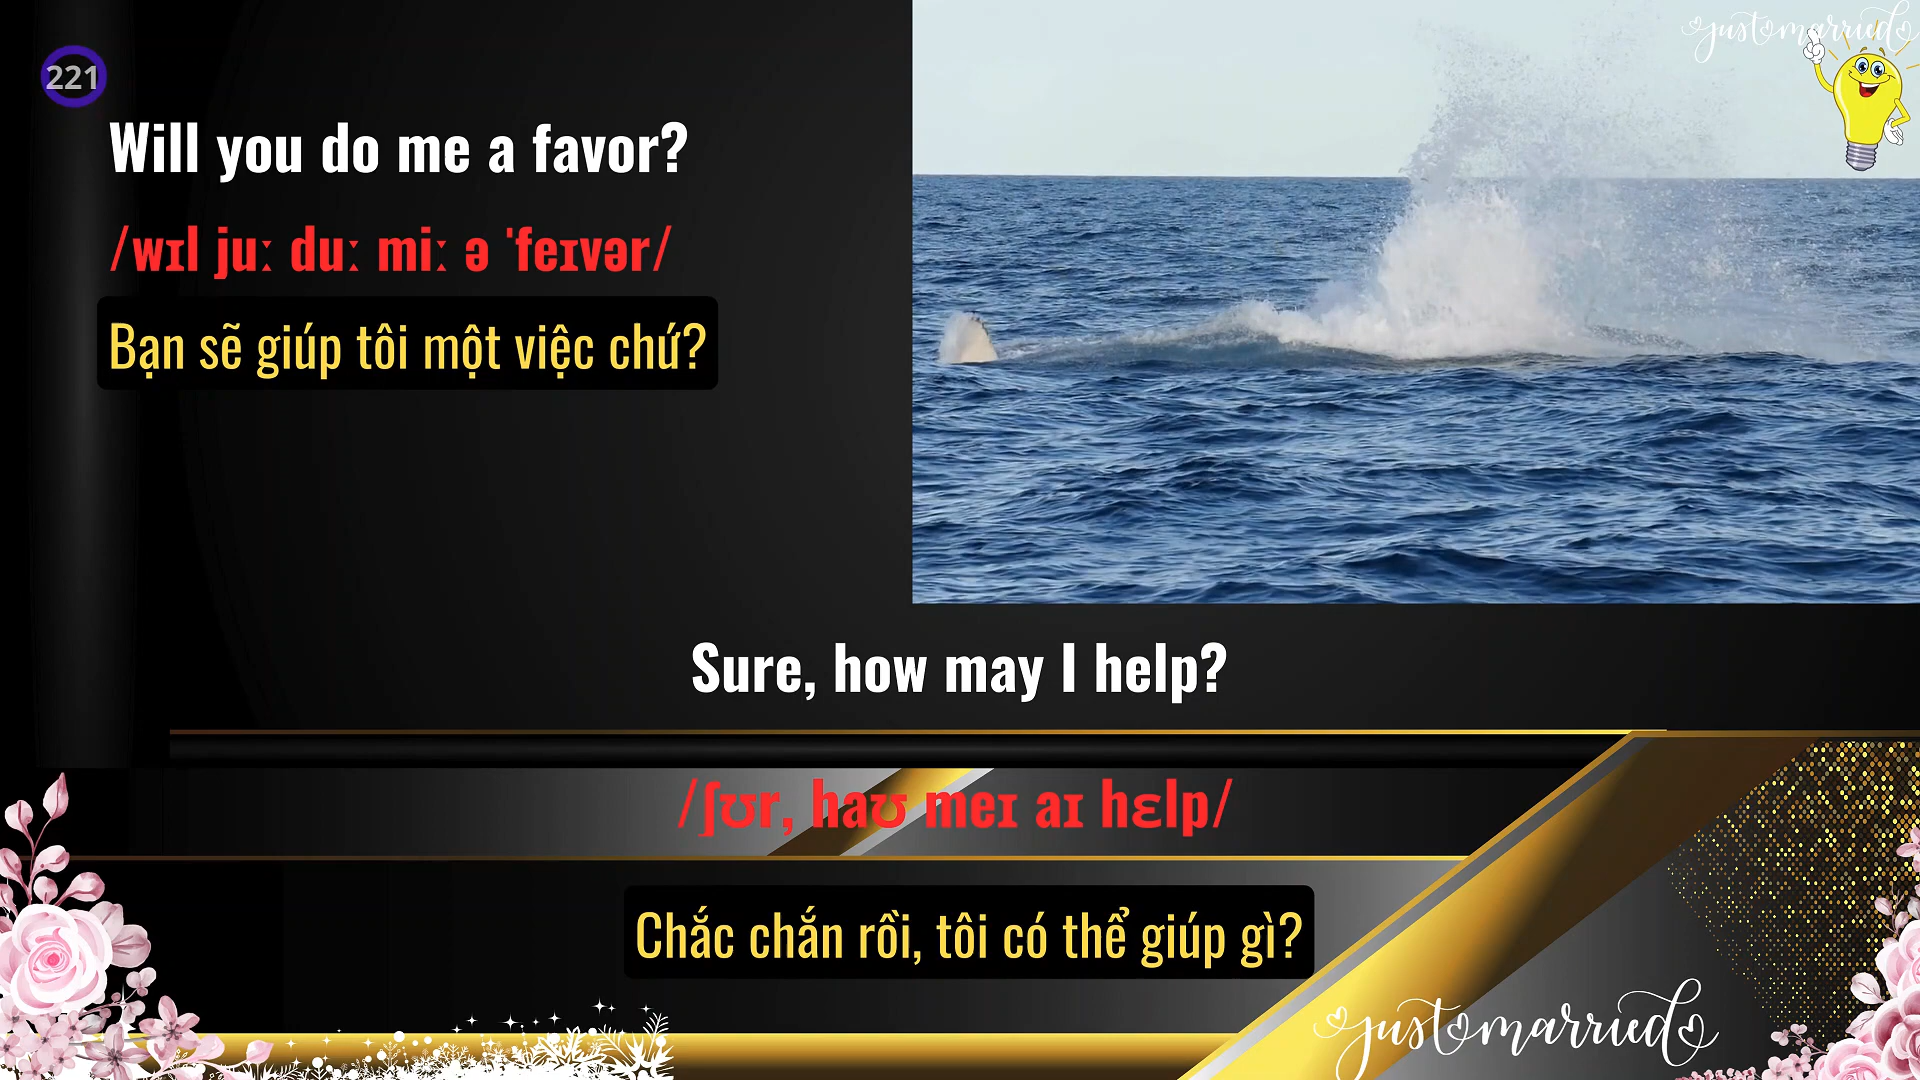 justmarried
221
Will you do me a favor?
/wɪl juː duː miː ə ˈfeɪvər/
Bạn sẽ giúp tôi một việc chứ?
Sure, how may I help?
/ʃʊr, haʊ meɪ aɪ hɛlp/
Chắc chắn rồi, tôi có thể giúp gì?
justmarried